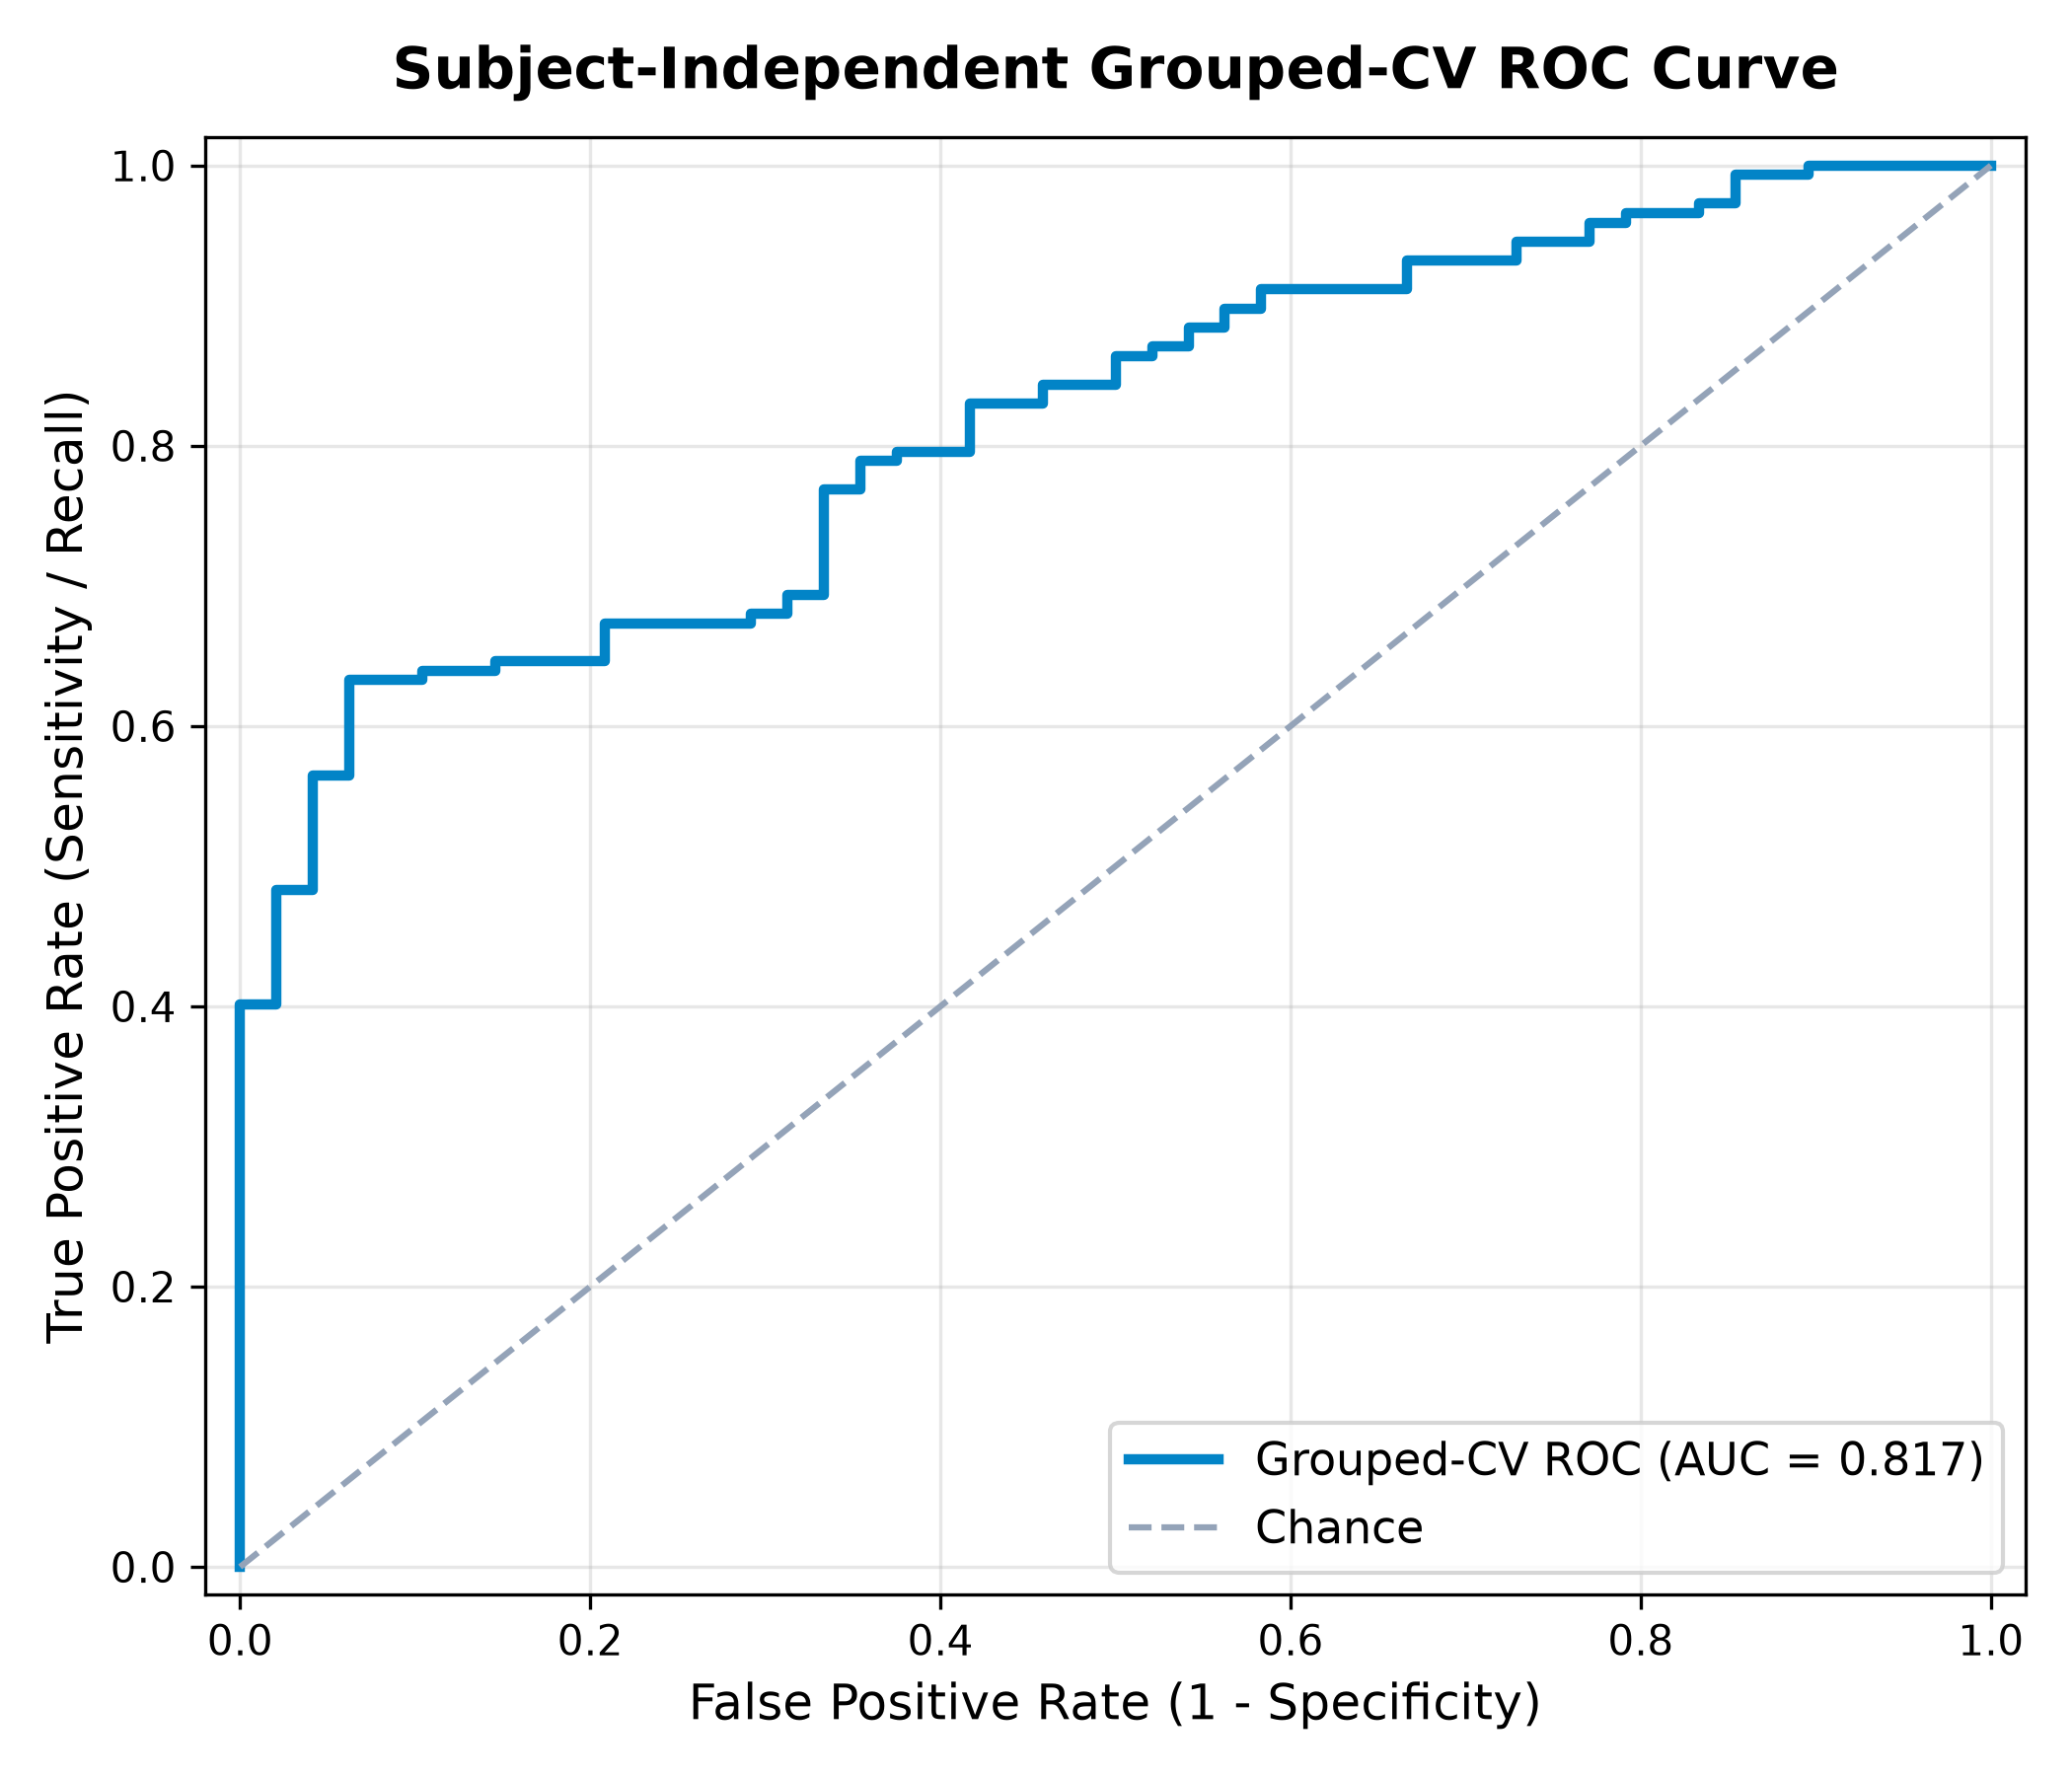 Subject-Independent Grouped-CV ROC Curve
True Positive Rate (Sensitivity / Recall)
1.0
0.8
0.6
0.4
0.2
0.0
Grouped-CV ROC (AUC = 0.817)
Chance
0.0 0.2 0.4 0.6 0.8 1.0
False Positive Rate (1 - Specificity)